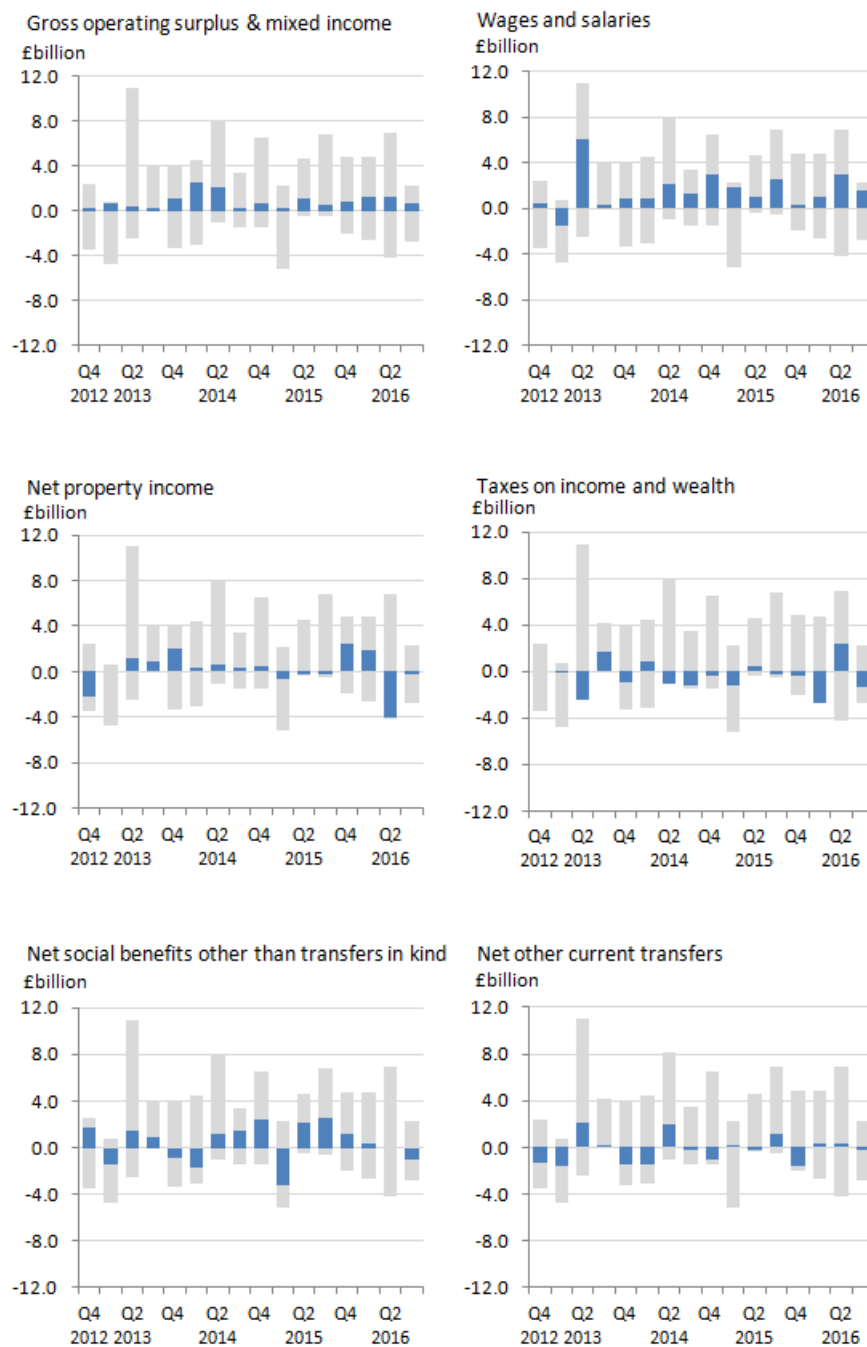 Gross operating surplus & mixed income
£billion
12.0
8.0
4.0
0.0
-4.0
-8.0
-12.0
Q4 Q2 Q4 Q2 Q4 Q2 Q4 Q2
2012 2013 2014 2015 2016
Wages and salaries
£billion
12.0
8.0
4.0
0.0
-4.0
-8.0
-12.0
Q4 Q2 Q4 Q2 Q4 Q2 Q4 Q2
2012 2013 2014 2015 2016
Net property income
£billion
12.0
8.0
4.0
0.0
-4.0
-8.0
-12.0
Q4 Q2 Q4 Q2 Q4 Q2 Q4 Q2
2012 2013 2014 2015 2016
Taxes on income and wealth
£billion
12.0
8.0
4.0
0.0
-4.0
-8.0
-12.0
Q4 Q2 Q4 Q2 Q4 Q2 Q4 Q2
2012 2013 2014 2015 2016
Net social benefits other than transfers in kind
£billion
12.0
8.0
4.0
0.0
-4.0
-8.0
-12.0
Q4 Q2 Q4 Q2 Q4 Q2 Q4 Q2
2012 2013 2014 2015 2016
Net other current transfers
£billion
12.0
8.0
4.0
0.0
-4.0
-8.0
-12.0
Q4 Q2 Q4 Q2 Q4 Q2 Q4 Q2
2012 2013 2014 2015 2016